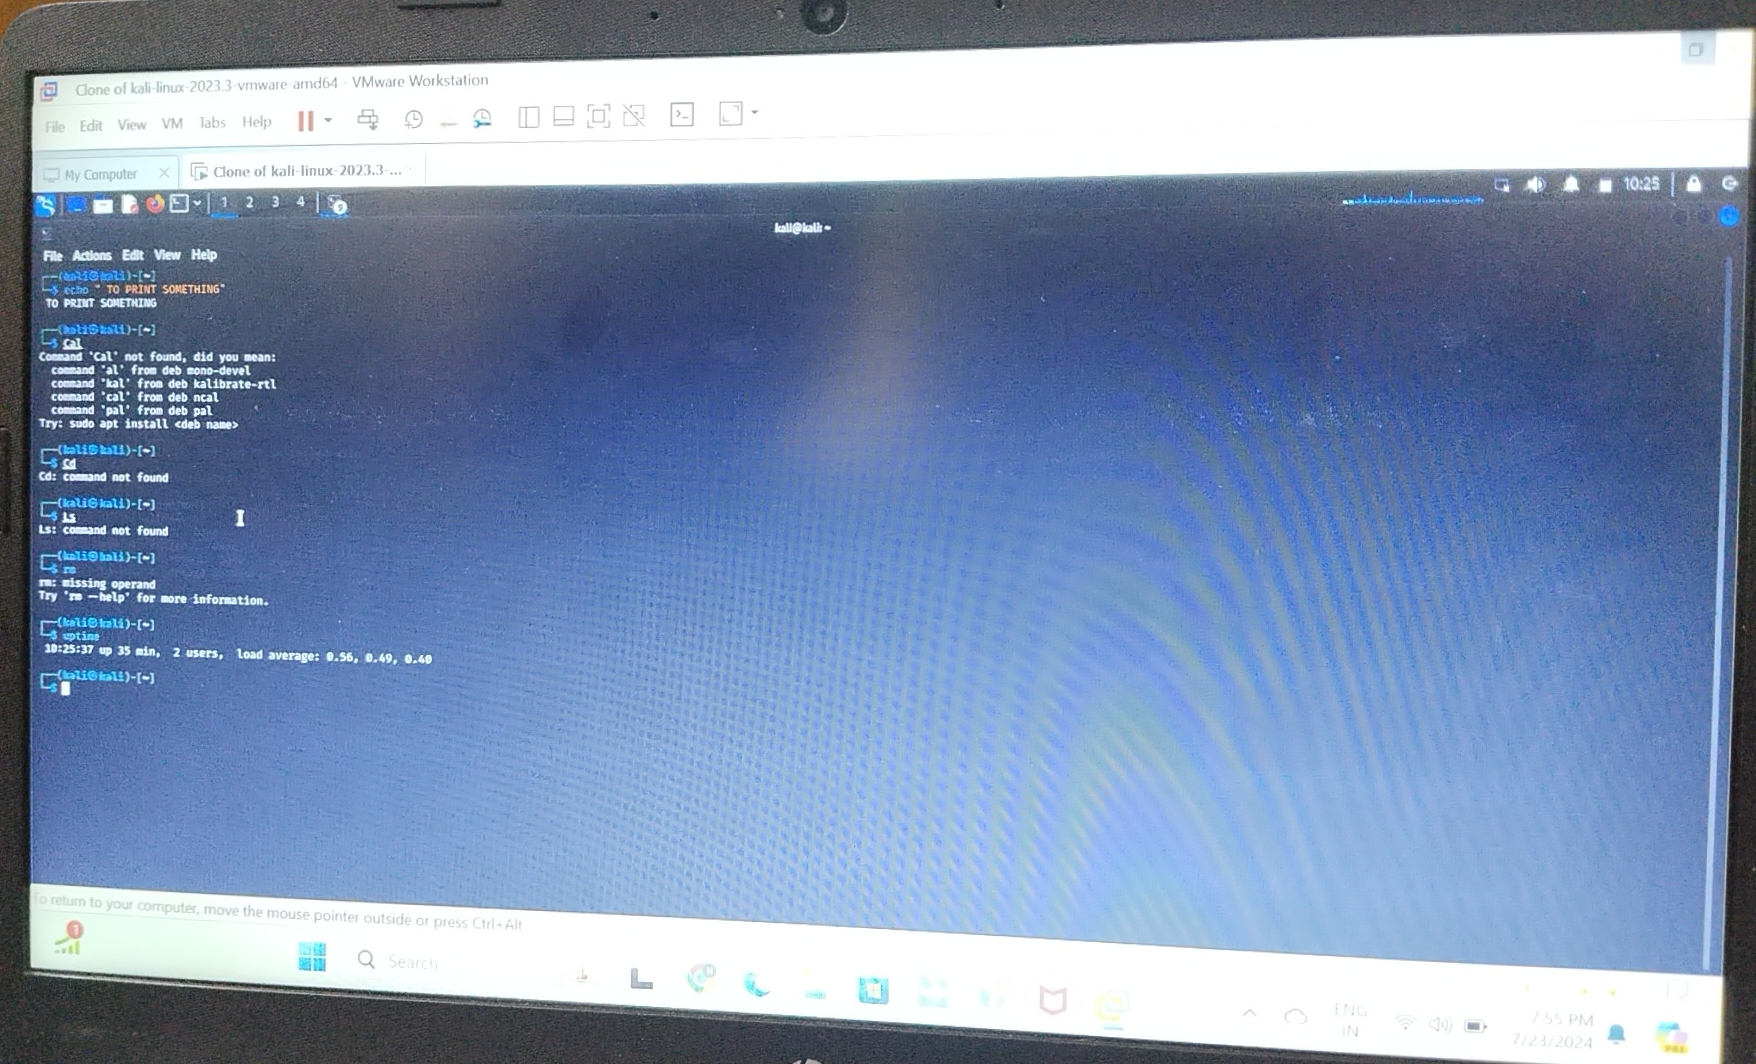 Clone of kali-linux-2023.3-vmware-amd64 - VMware Workstation
File Edit View VM Tabs Help
My Computer
Clone of kali-linux-2023.3-...
1 2 3 4
10:25
kali@kali: ~
File Actions Edit View Help
┌──(kali㉿kali)-[~]
└─$ echo " TO PRINT SOMETHING"
TO PRINT SOMETHING
┌──(kali㉿kali)-[~]
└─$ Cal
Command 'Cal' not found, did you mean:
command 'al' from deb mono-devel
command 'kal' from deb kalibrate-rtl
command 'cal' from deb ncal
command 'pal' from deb pal
Try: sudo apt install <deb name>
┌──(kali㉿kali)-[~]
└─$ Cd
Cd: command not found
┌──(kali㉿kali)-[~]
└─$ Ls
Ls: command not found
┌──(kali㉿kali)-[~]
└─$ rm
rm: missing operand
Try 'rm --help' for more information.
┌──(kali㉿kali)-[~]
└─$ uptime
10:25:37 up 35 min, 2 users, load average: 0.56, 0.49, 0.40
┌──(kali㉿kali)-[~]
└─$
To return to your computer, move the mouse pointer outside or press Ctrl+Alt.
1
Search
ENG
IN
7:55 PM
7/23/2024